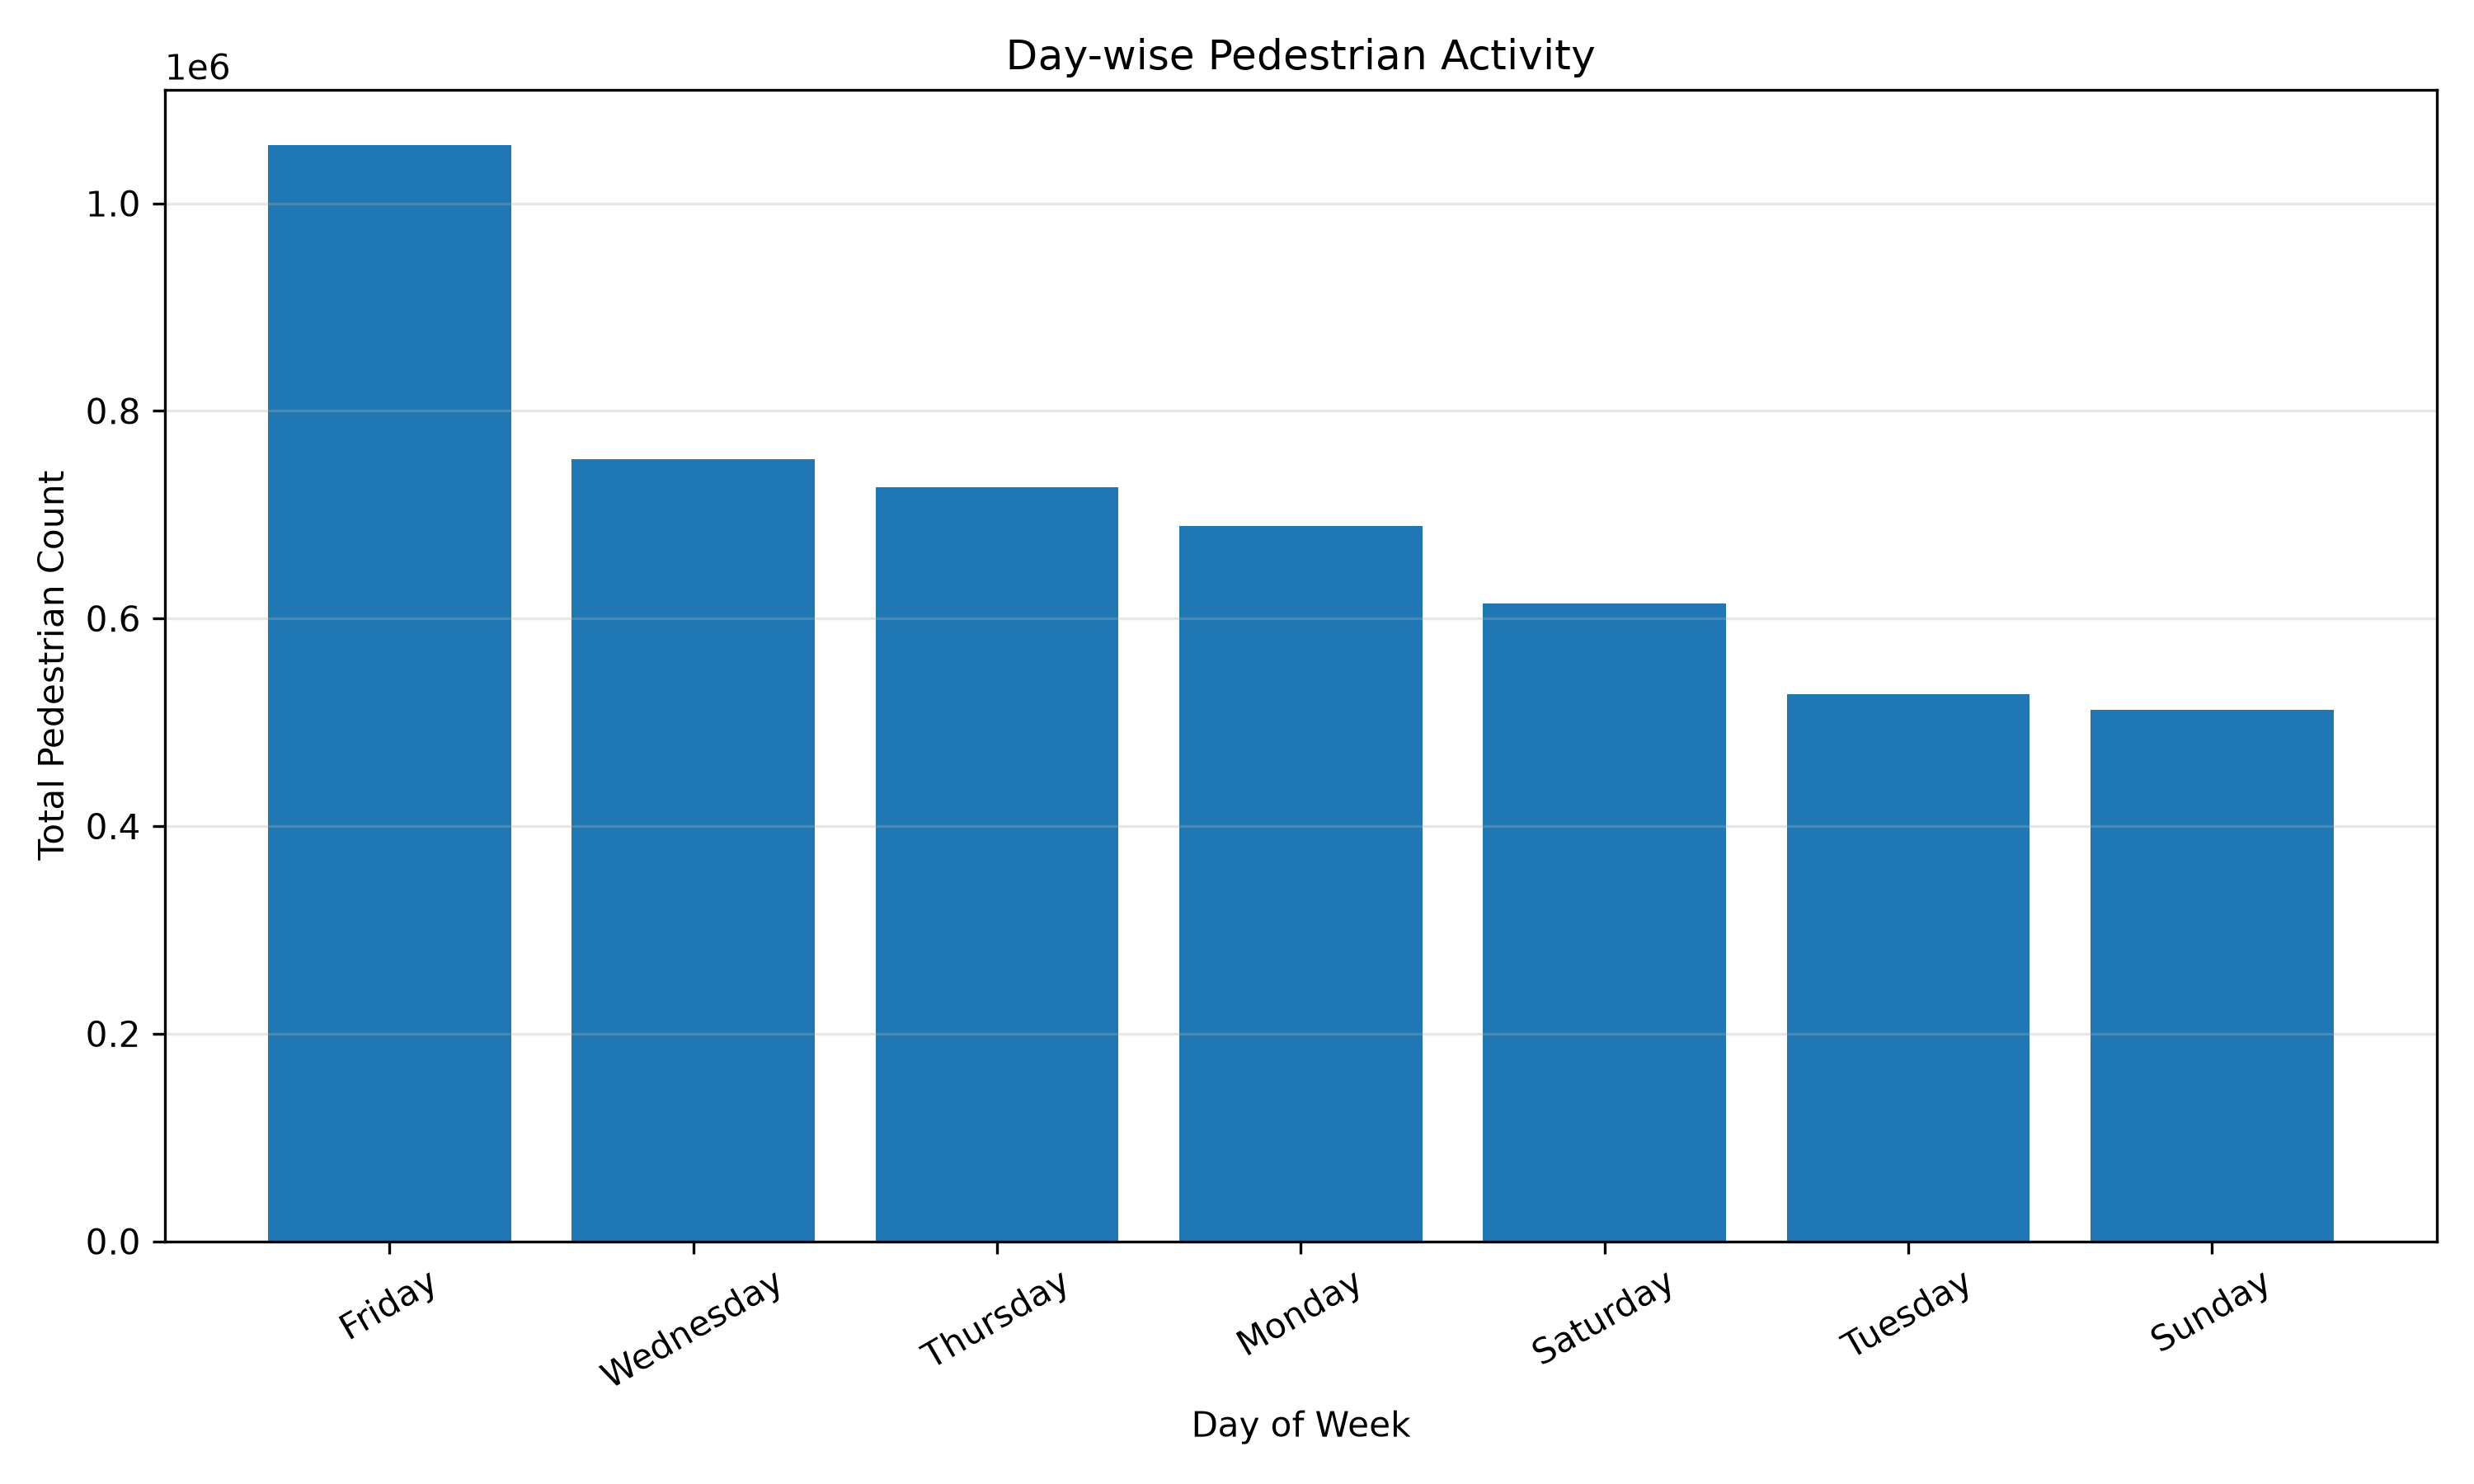 Day-wise Pedestrian Activity
1e6
1.0
0.8
0.6
0.4
0.2
0.0
Total Pedestrian Count
Friday
Wednesday
Thursday
Monday
Saturday
Tuesday
Sunday
Day of Week